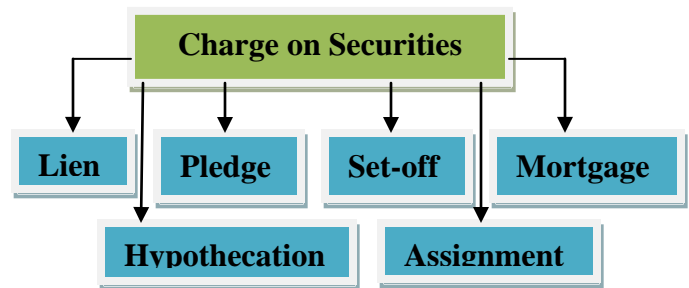 Charge on Securities
Lien
Pledge
Set-off
Mortgage
Hypothecation
Assignment